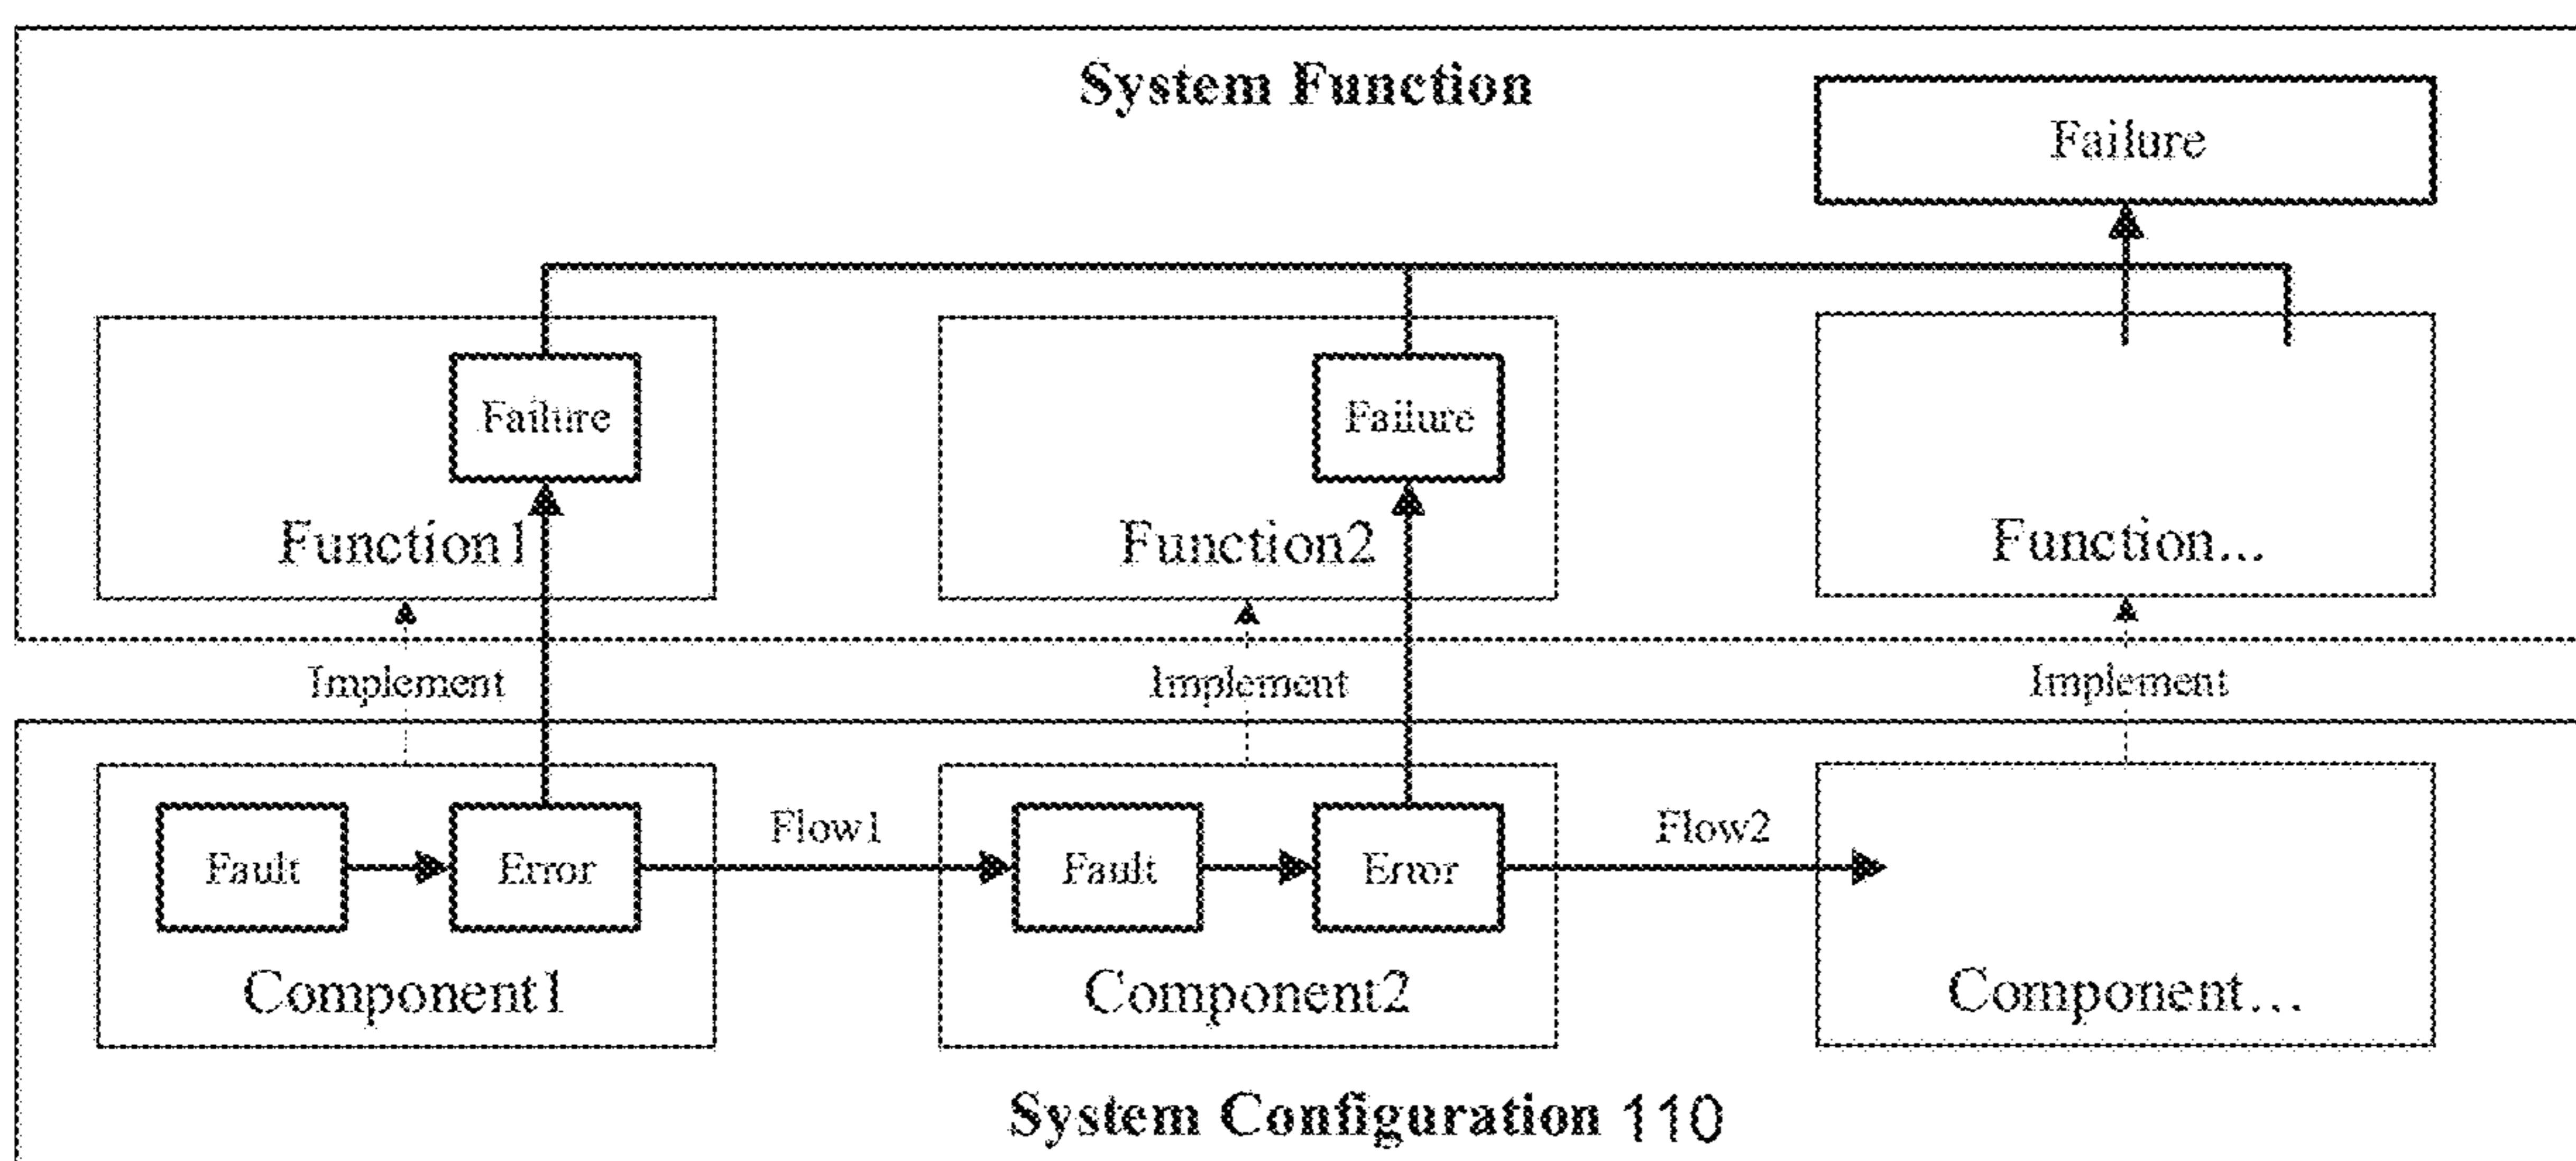 System Function
Failure
Failure
Failure
Function1
Function2
Function...
Implement
Implement
Implement
Flow1
Flow2
Fault
Error
Fault
Error
Component1
Component2
Component...
System Configuration 110